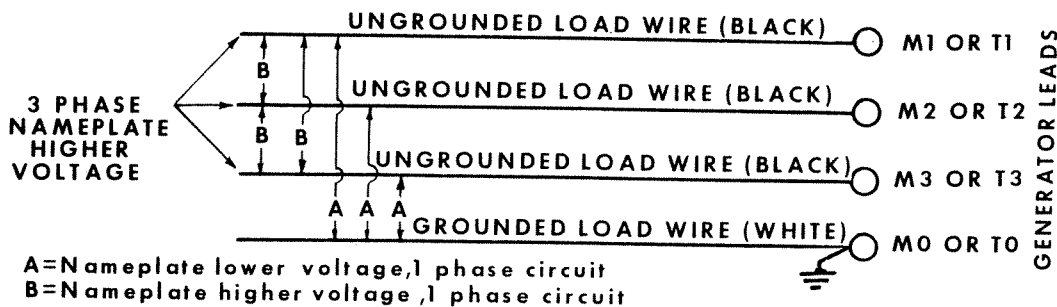 UNGROUNDED LOAD WIRE (BLACK)
M1 OR T1
B
UNGROUNDED LOAD WIRE (BLACK)
M2 OR T2
3 PHASE
NAMEPLATE
HIGHER
VOLTAGE
B
B
UNGROUNDED LOAD WIRE (BLACK)
M3 OR T3
A
A
A
GROUNDED LOAD WIRE (WHITE)
M0 OR T0
GENERATOR LEADS
A=Nameplate lower voltage,1 phase circuit
B=Nameplate higher voltage ,1 phase circuit